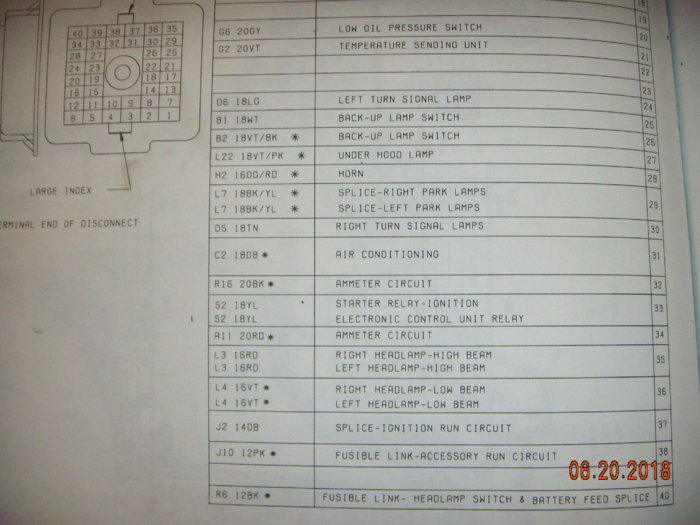 18
19
G6 20GY LOW OIL PRESSURE SWITCH 20
G2 20VT TEMPERATURE SENDING UNIT 21
22
23
D6 18LG LEFT TURN SIGNAL LAMP 24
B1 18WT BACK-UP LAMP SWITCH 25
B2 18VT/BK * BACK-UP LAMP SWITCH 26
L22 18VT/PK * UNDER HOOD LAMP 27
H2 16DG/RD * HORN 28
L7 18BK/YL * SPLICE-RIGHT PARK LAMPS
L7 18BK/YL * SPLICE-LEFT PARK LAMPS 29
D5 18TN RIGHT TURN SIGNAL LAMPS 30
C2 18DB * AIR CONDITIONING 31
R16 20BK * AMMETER CIRCUIT 32
S2 18YL STARTER RELAY-IGNITION 33
S2 18YL ELECTRONIC CONTROL UNIT RELAY
A11 20RD * AMMETER CIRCUIT 34
L3 16RD RIGHT HEADLAMP-HIGH BEAM 35
L3 16RD LEFT HEADLAMP-HIGH BEAM
L4 16VT * RIGHT HEADLAMP-LOW BEAM 36
L4 16VT * LEFT HEADLAMP-LOW BEAM
J2 14DB SPLICE-IGNITION RUN CIRCUIT 37
J10 12PK * FUSIBLE LINK-ACCESSORY RUN CIRCUIT 38
R6 12BK * FUSIBLE LINK- HEADLAMP SWITCH & BATTERY FEED SPLICE 40
40 39 38 37 36 35
34 33 32 31 30 29
28 27 26 25
24 23 22 21
20 19 18 17
16 15 14 13
12 11 10 9 8 7
6 5 4 3 2 1
LARGE INDEX
ERMINAL END OF DISCONNECT
06.20.2018